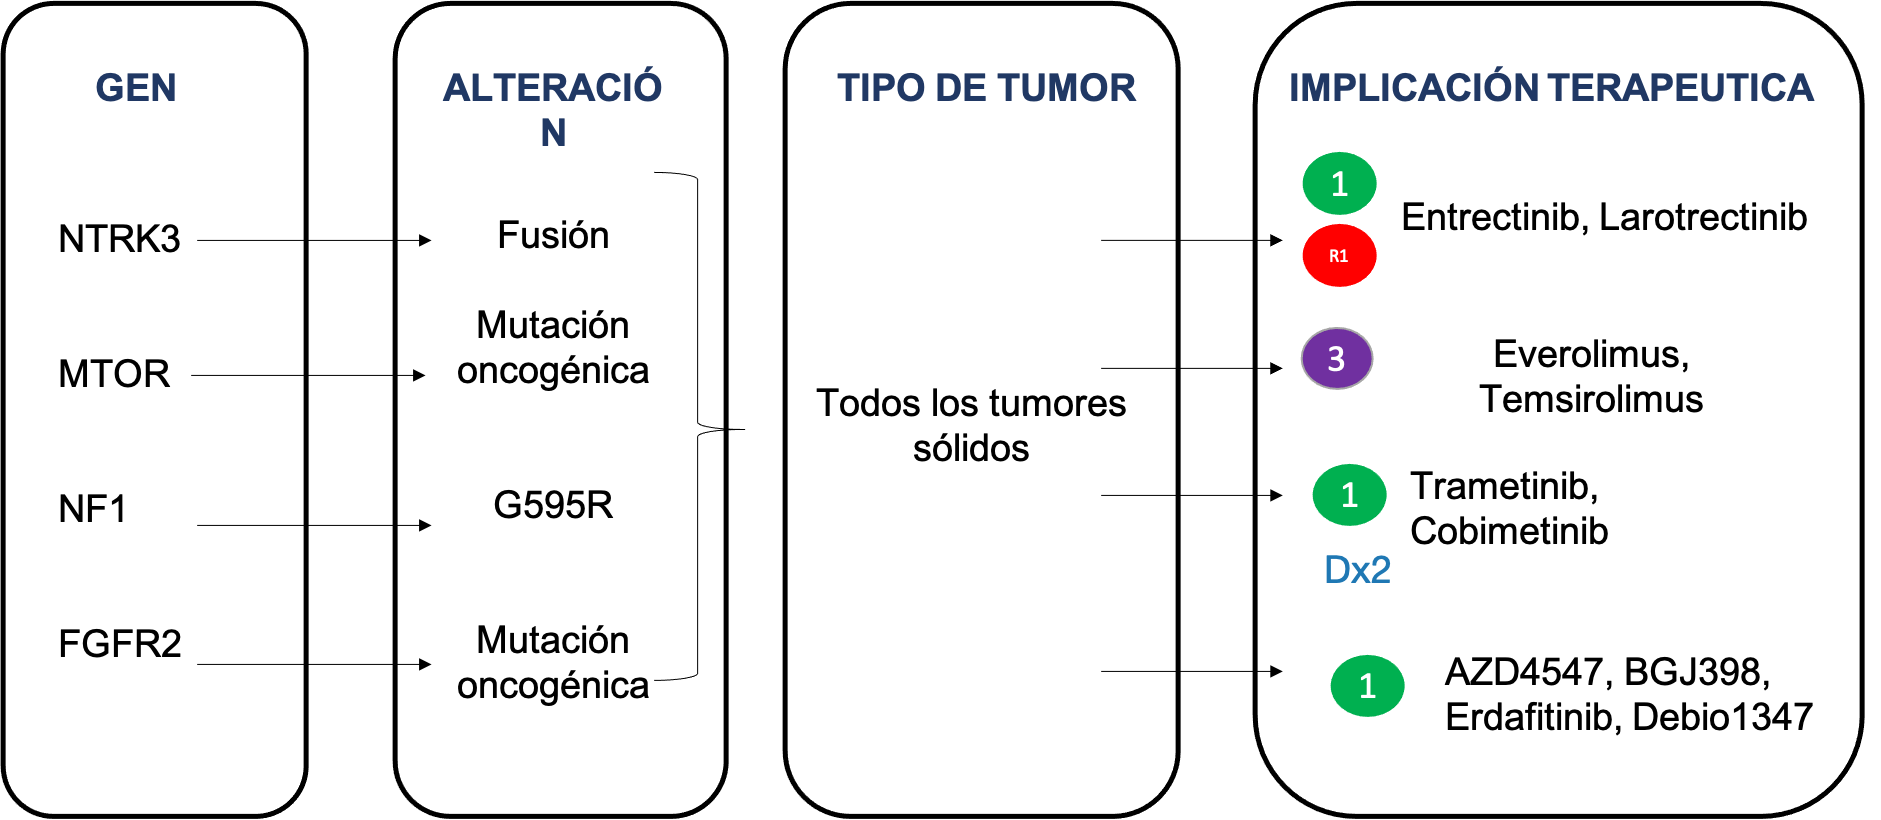 GEN
NTRK3
MTOR
NF1
FGFR2
ALTERACIÓ
N
Fusión
Mutación
oncogénica
G595R
Mutación
oncogénica
TIPO DE TUMOR
Todos los tumores
sólidos
IMPLICACIÓN TERAPEUTICA
1
R1
Entrectinib, Larotrectinib
3
Everolimus,
Temsirolimus
1
Trametinib,
Cobimetinib
Dx2
1
AZD4547, BGJ398,
Erdafitinib, Debio1347